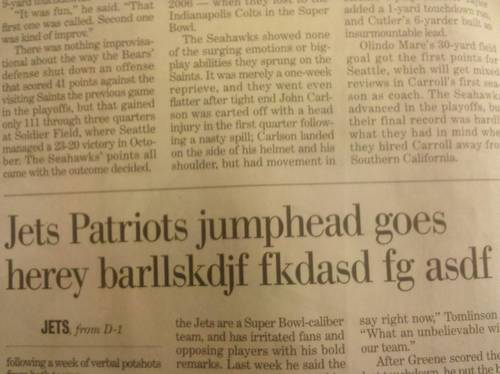 5-yard
"It was fun," he said. "That
first one was called. Second one
was kind of improv."
There was nothing improvisa-
tional about the way the Bears'
defense shut down an offense
that scored 41 points against the
visiting Saints the previous game
in the playoffs, but that gained
only 111 through three quarters
at Soldier Field, where Seattle
managed a 23-20 victory in Octo-
ber. The Seahawks' points all
came with the outcome decided.
2006 — when they lost to the
Indianapolis Colts in the Super
Bowl.
The Seahawks showed none
of the surging emotions or big-
play abilities they sprung on the
Saints. It was merely a one-week
reprieve, and they went even
flatter after tight end John Carl-
son was carted off with a head
injury in the first quarter follow-
ing a nasty spill; Carlson landed
on the side of his helmet and his
shoulder, but had movement in
added a 1-yard touchdown run,
and Cutler's 6-yarder built an
insurmountable lead.
Olindo Mare's 30-yard field
goal got the first points for
Seattle, which will get mixed
reviews in Carroll's first sea-
son as coach. The Seahawks
advanced in the playoffs, but
their final record was hardly
what they had in mind when
they hired Carroll away from
Southern California.
Jets Patriots jumphead goes
herey barllskdjf fkdasd fg asdf
JETS, from D-1
following a week of verbal potshots
the Jets are a Super Bowl-caliber
team, and has irritated fans and
opposing players with his bold
remarks. Last week he said the
say right now," Tomlinson
"What an unbelievable wi
our team."
After Greene scored the
touchdown, he put the b